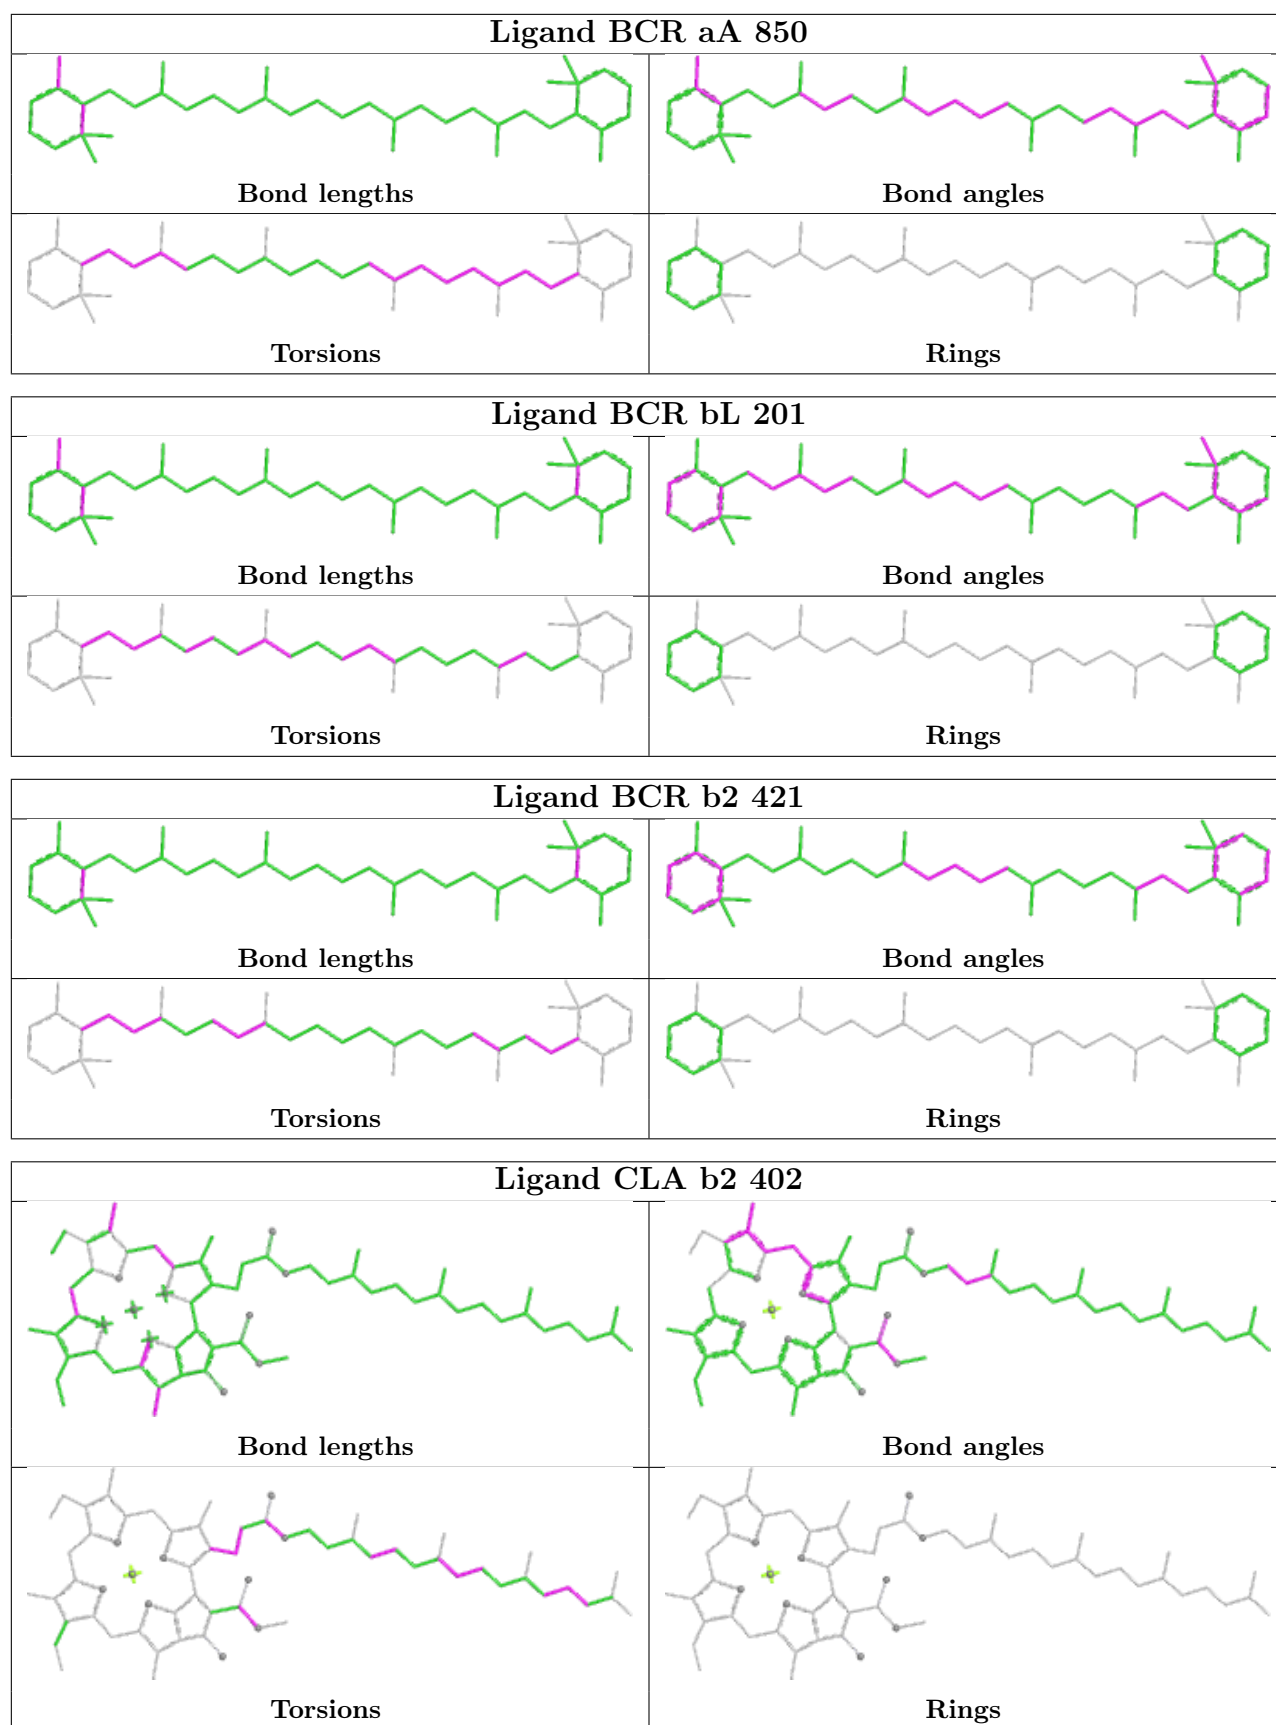 Ligand BCR aA 850
Bond lengths Bond angles
Torsions Rings
Ligand BCR bL 201
Bond lengths Bond angles
Torsions Rings
Ligand BCR b2 421
Bond lengths Bond angles
Torsions Rings
Ligand CLA b2 402
Bond lengths Bond angles
Torsions Rings